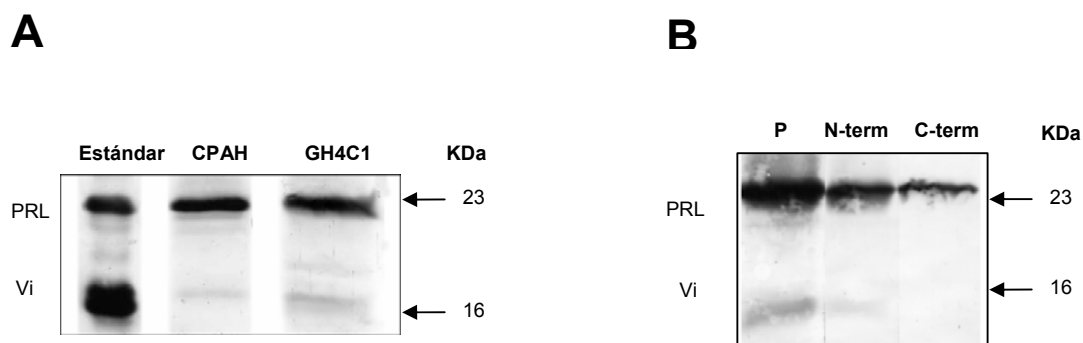 A
B
Estándar CPAH GH4C1 KDa
PRL
23
Vi
16
P N-term C-term KDa
PRL
23
Vi
16